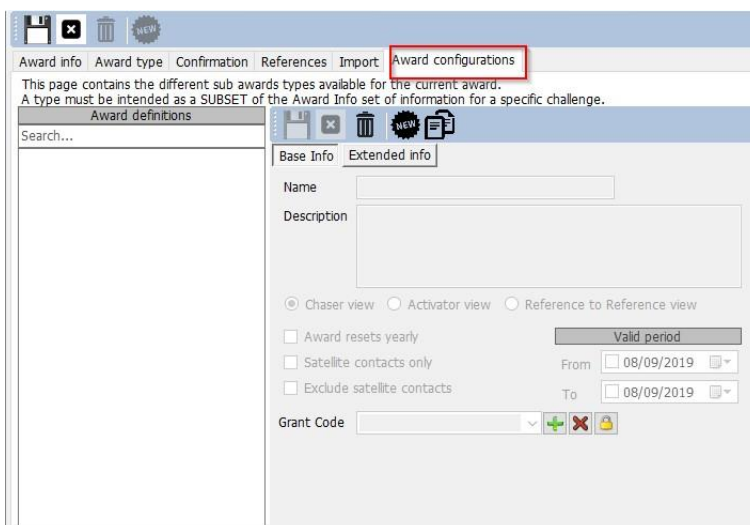 NEW
Award info Award type Confirmation References Import Award configurations
This page contains the different sub awards types available for the current award.
A type must be intended as a SUBSET of the Award Info set of information for a specific challenge.
Award definitions
Search...
NEW
Base Info Extended info
Name
Description
Chaser view Activator view Reference to Reference view
Award resets yearly
Valid period
Satellite contacts only
From 08/09/2019
Exclude satellite contacts
To 08/09/2019
Grant Code